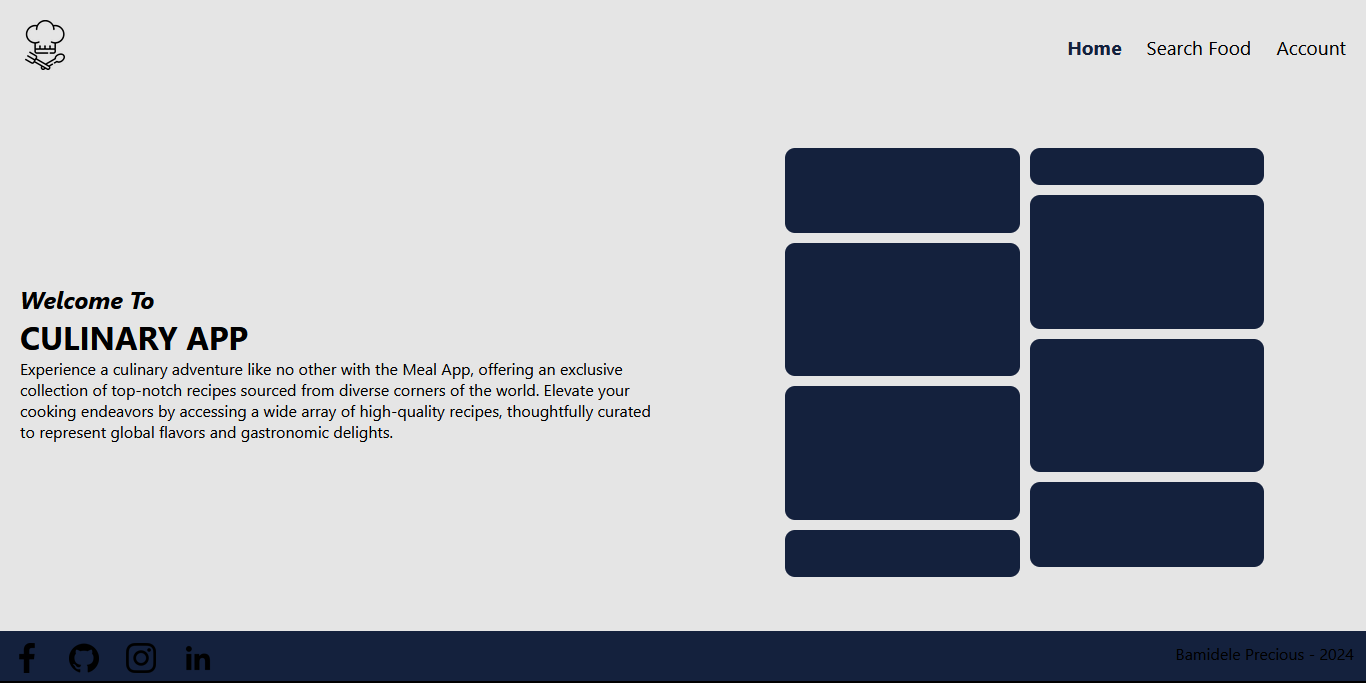 Home Search Food Account
Welcome To
CULINARY APP
Experience a culinary adventure like no other with the Meal App, offering an exclusive
collection of top-notch recipes sourced from diverse corners of the world. Elevate your
cooking endeavors by accessing a wide array of high-quality recipes, thoughtfully curated
to represent global flavors and gastronomic delights.
Bamidele Precious - 2024